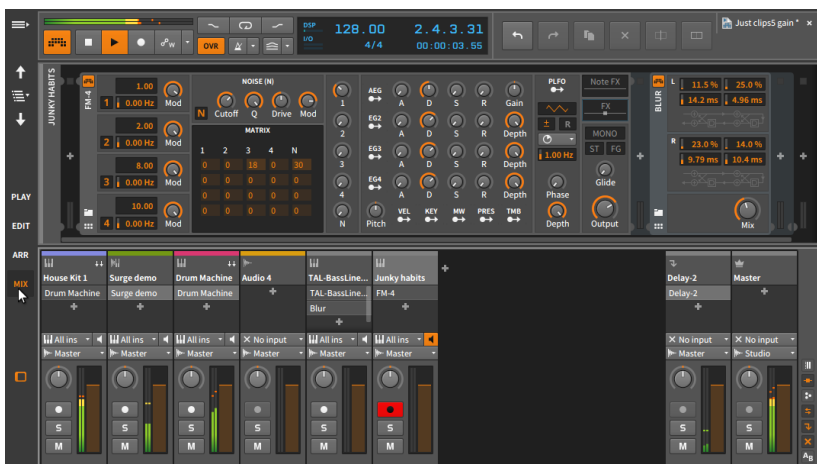 Just clips5 gain* ×
DSP
I/O
128.00
2.4.3.31
4/4
00:00:03.55
OVR
W
JUNKY HABITS
FM-4
1 1.00 0.00 Hz Mod
2 2.00 0.00 Hz Mod
3 8.00 0.00 Hz Mod
4 10.00 0.00 Hz Mod
NOISE (N)
N Cutoff Q Drive Mod
MATRIX
1 2 3 4 N
0 0 18 0 30
0 0 0 0 0
0 0 0 0 0
0 0 0 0 0
1
2
3
4
N
AEG A D S R Gain
EG2 A D S R Depth
EG3 A D S R Depth
EG4 A D S R Depth
Pitch VEL KEY MW PRES TMB
PLFO
± R
1.00 Hz
Phase
Depth
Note FX
FX
MONO
ST FG
Glide
Output
BLUR
L 11.5 % 25.0 %
14.2 ms 4.96 ms
R 23.0 % 14.0 %
9.79 ms 10.4 ms
Mix
PLAY
EDIT
ARR
MIX
House Kit 1 Surge demo Drum Machine Audio 4 TAL-BassLine... Junky habits Delay-2 Master
Drum Machine Surge demo Drum Machine TAL-BassLine... FM-4 Delay-2
Blur
All ins All ins All ins × No input All ins All ins × No input × No input
Master Master Master Master Master Master Master Studio
S S S S S S S S
M M M M M M M M
AB